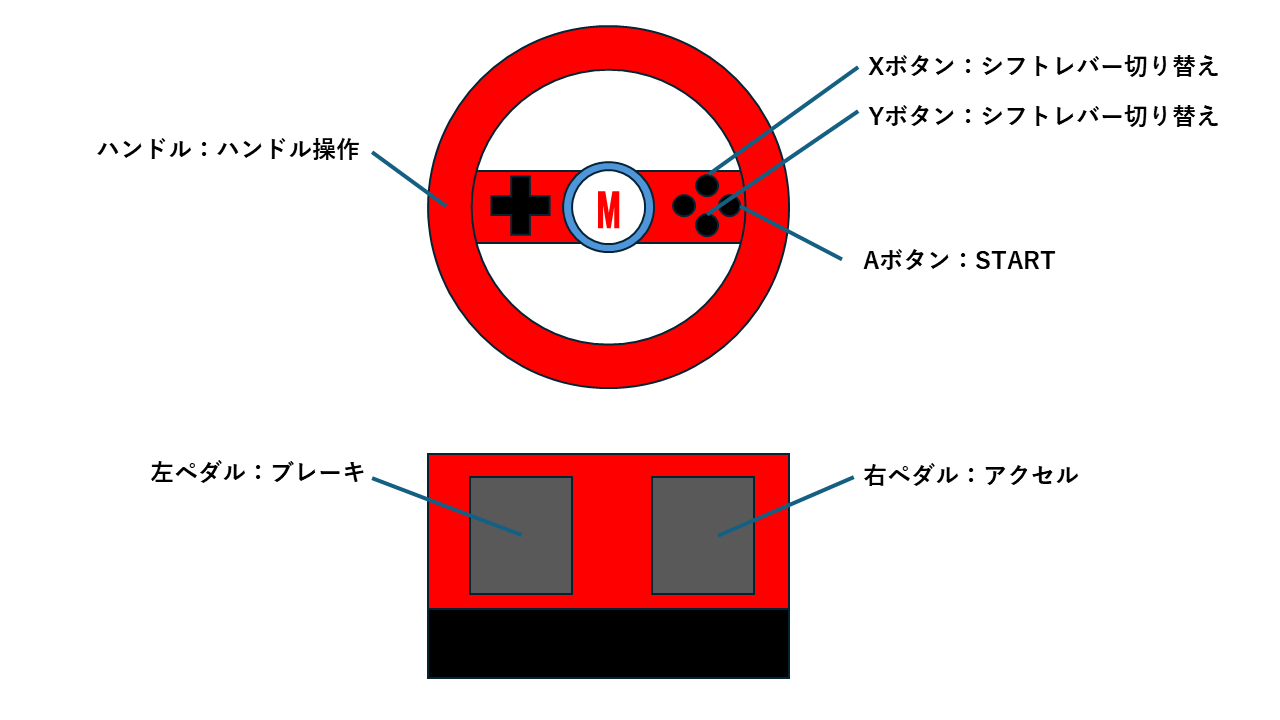 Xボタン：シフトレバー切り替え
Yボタン：シフトレバー切り替え
ハンドル：ハンドル操作
M
Aボタン：START
左ペダル：ブレーキ
右ペダル：アクセル